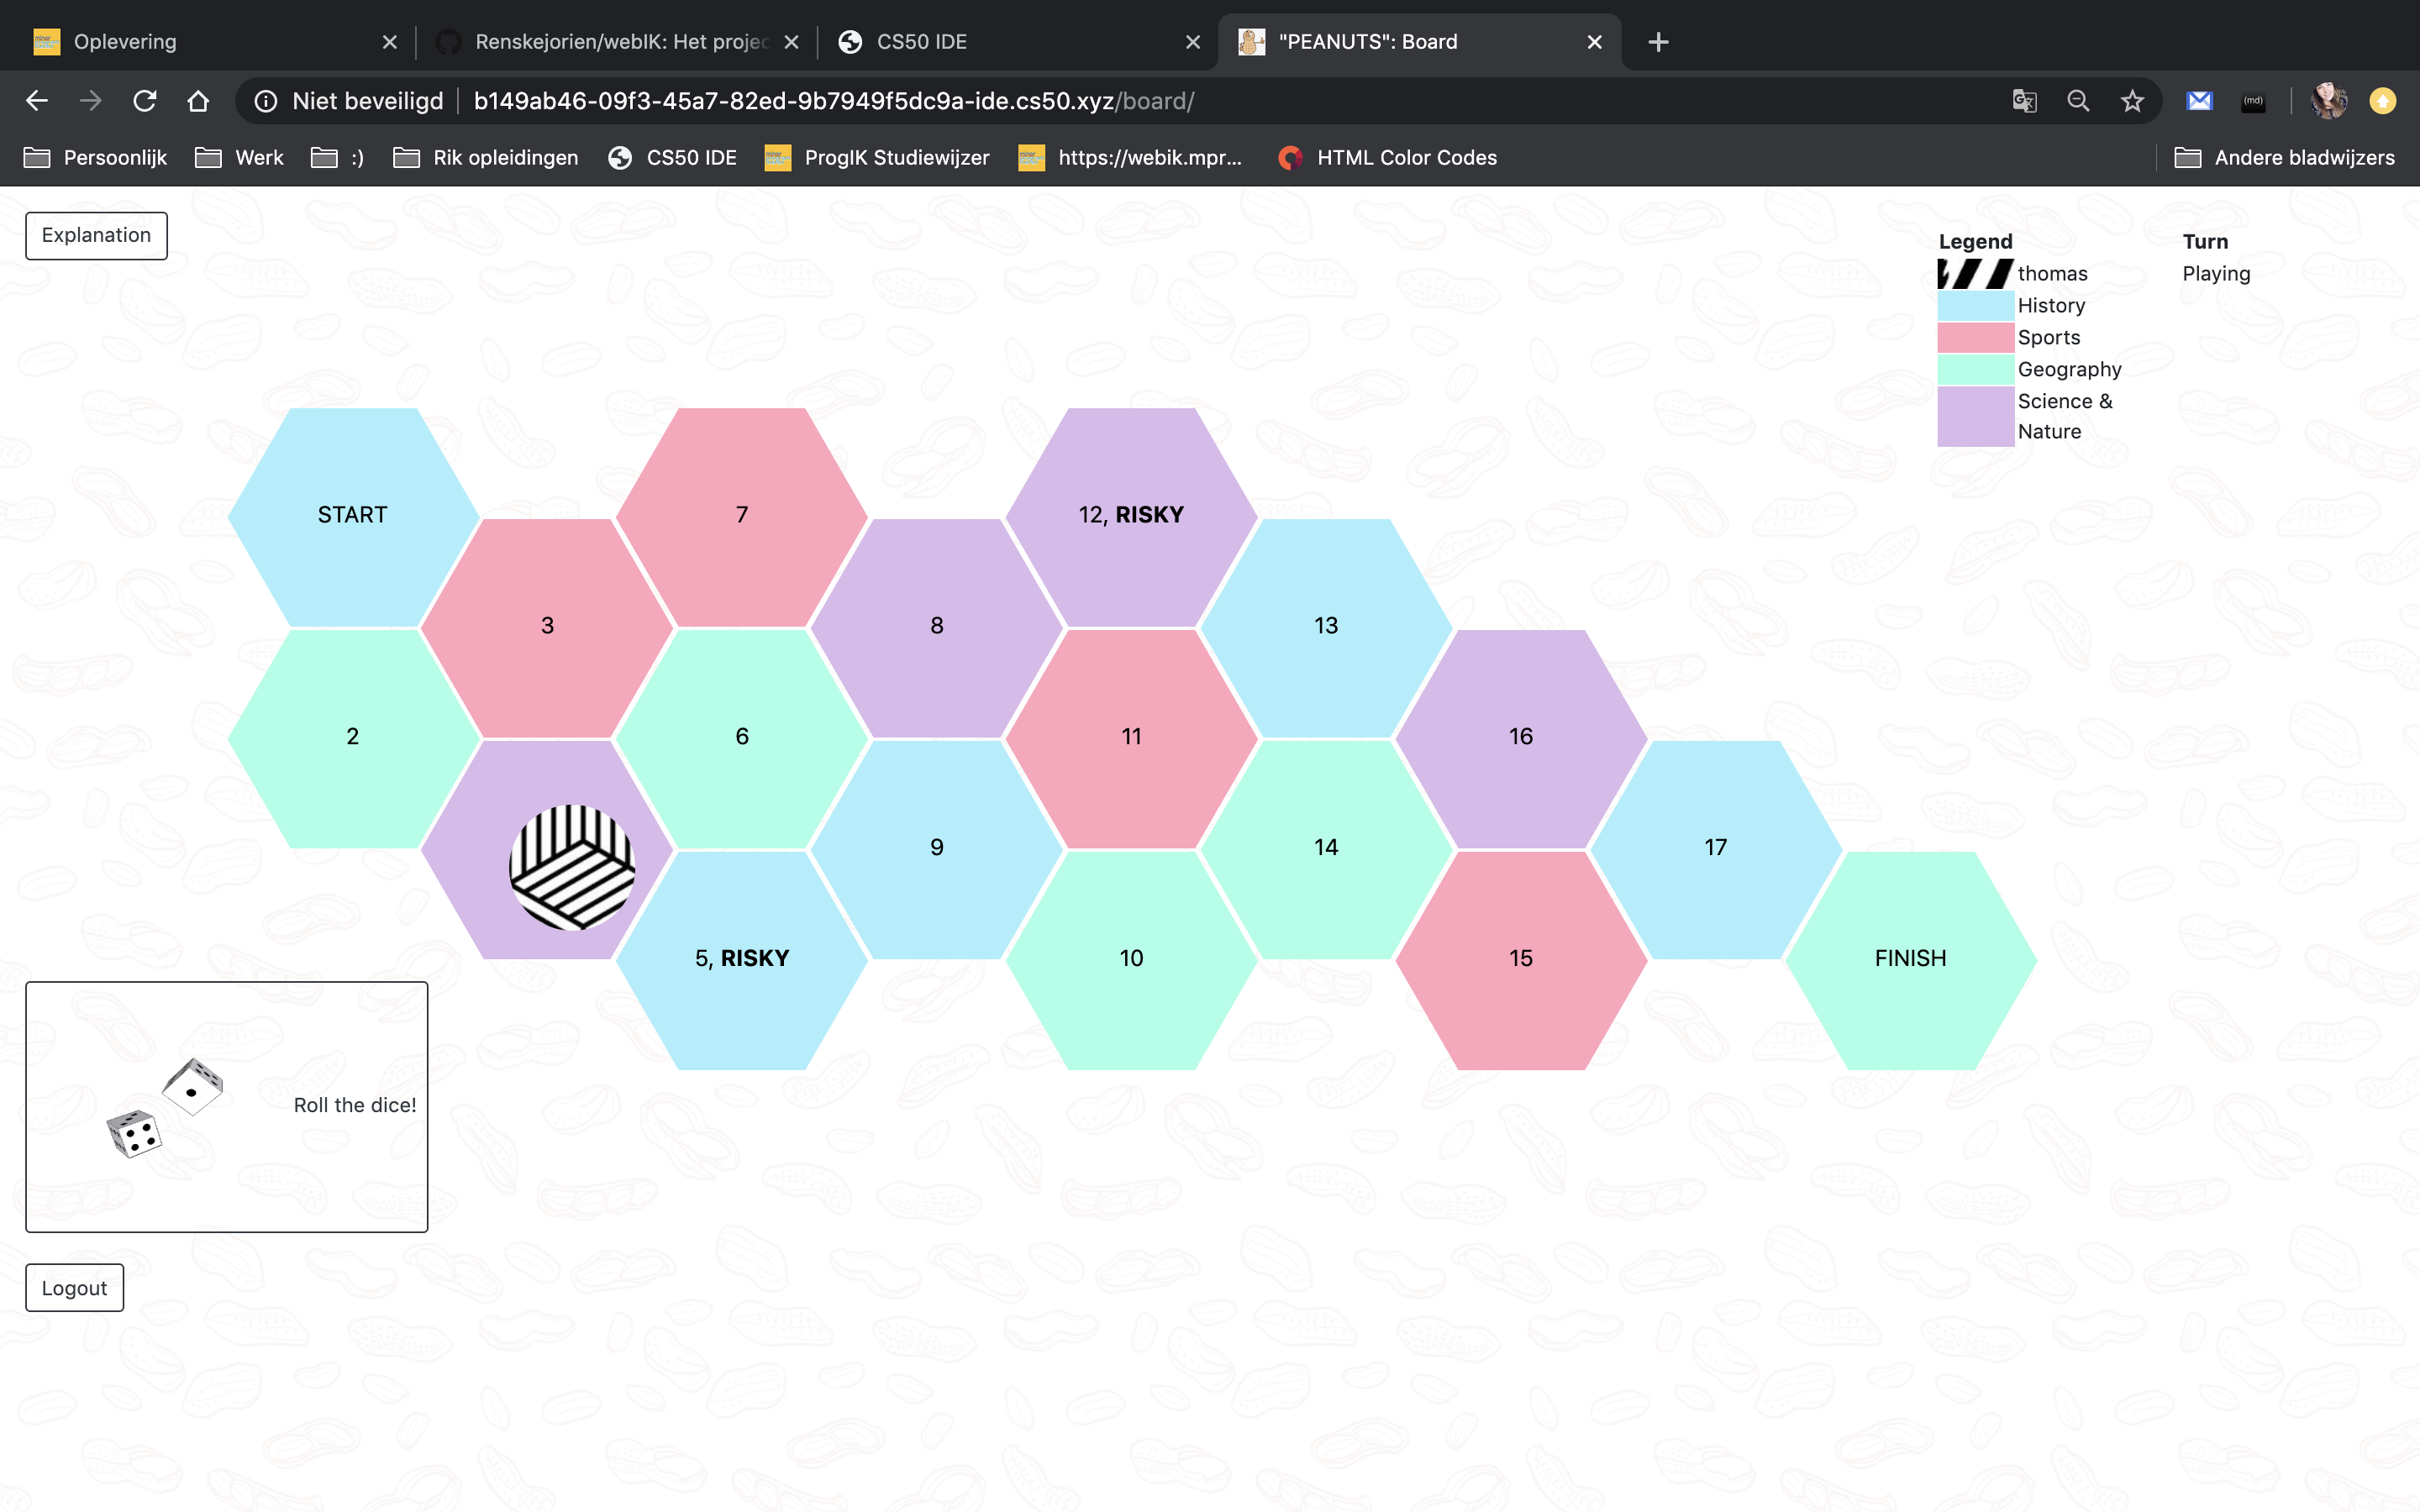 Oplevering
Renskejorien/webIK: Het projec
CS50 IDE
"PEANUTS": Board
Niet beveiligd
b149ab46-09f3-45a7-82ed-9b7949f5dc9a-ide.cs50.xyz/board/
(md)
Persoonlijk
Werk
:)
Rik opleidingen
CS50 IDE
ProgIK Studiewijzer
https://webik.mpr...
HTML Color Codes
Andere bladwijzers
Explanation
Legend Turn
thomas Playing
History
Sports
Geography
Science &
Nature
START
7
12, RISKY
3
8
13
2
6
11
16
9
14
17
5, RISKY
10
15
FINISH
Roll the dice!
Logout